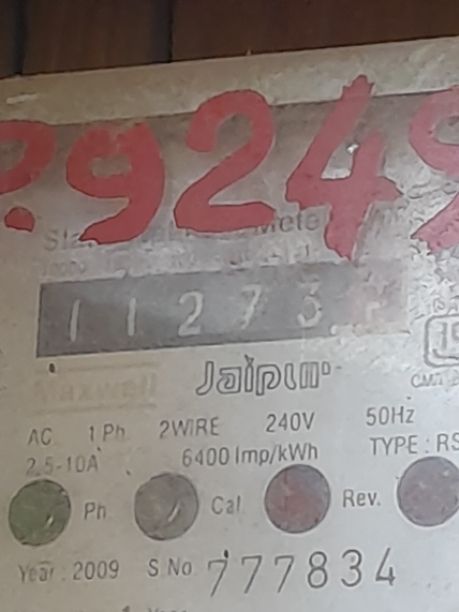 9249
11273
Maxwell
Jaipur
AC 1 Ph 2WIRE 240V 50Hz
2.5-10A 6400 Imp/kWh TYPE : RS
Ph Cal Rev.
Year : 2009 S.No 777834